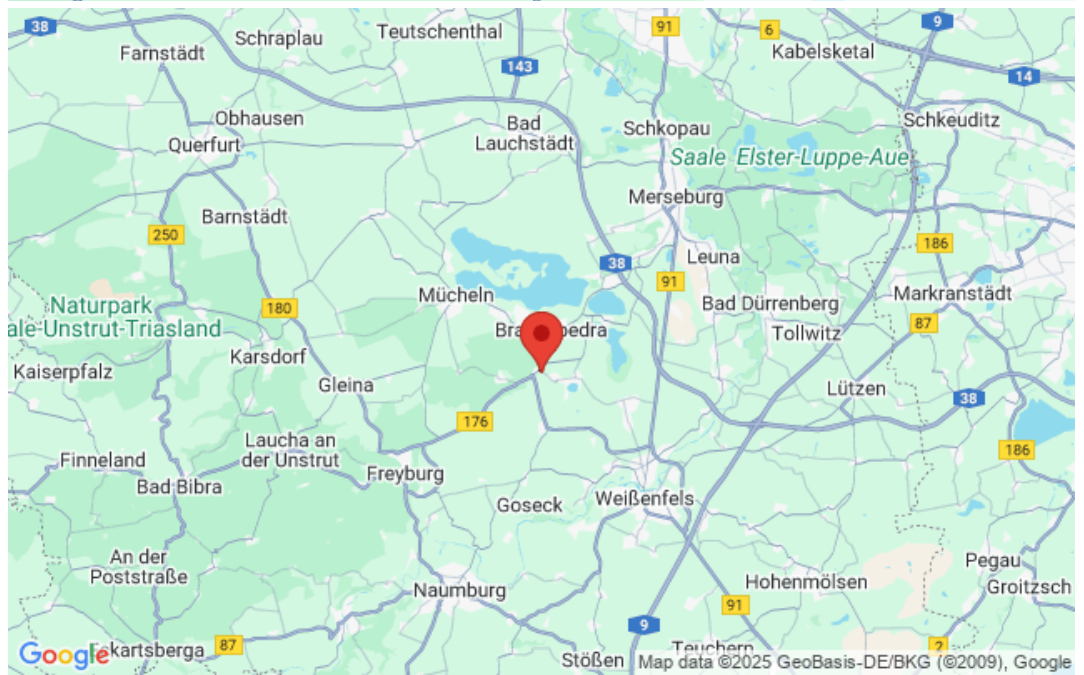 38
Farnstädt
Schraplau
Teutschenthal
91
6
Kabelsketal
9
143
14
Obhausen
Querfurt
Bad
Lauchstädt
Schkopau
Schkeuditz
Saale Elster-Luppe-Aue
Merseburg
Barnstädt
250
186
38
Leuna
91
Mücheln
Bad Dürrenberg
Markranstädt
Naturpark
ale-Unstrut-Triasland
180
Tollwitz
87
Karsdorf
Kaiserpfalz
Gleina
Lützen
38
176
Laucha an
der Unstrut
186
Finneland
Bad Bibra
Freyburg
Goseck
Weißenfels
An der
Poststraße
Naumburg
Hohenmölsen
Pegau
Groitzsch
91
9
87
2
Google
Stößen
Teuchern
Map data ©2025 GeoBasis-DE/BKG (©2009), Google